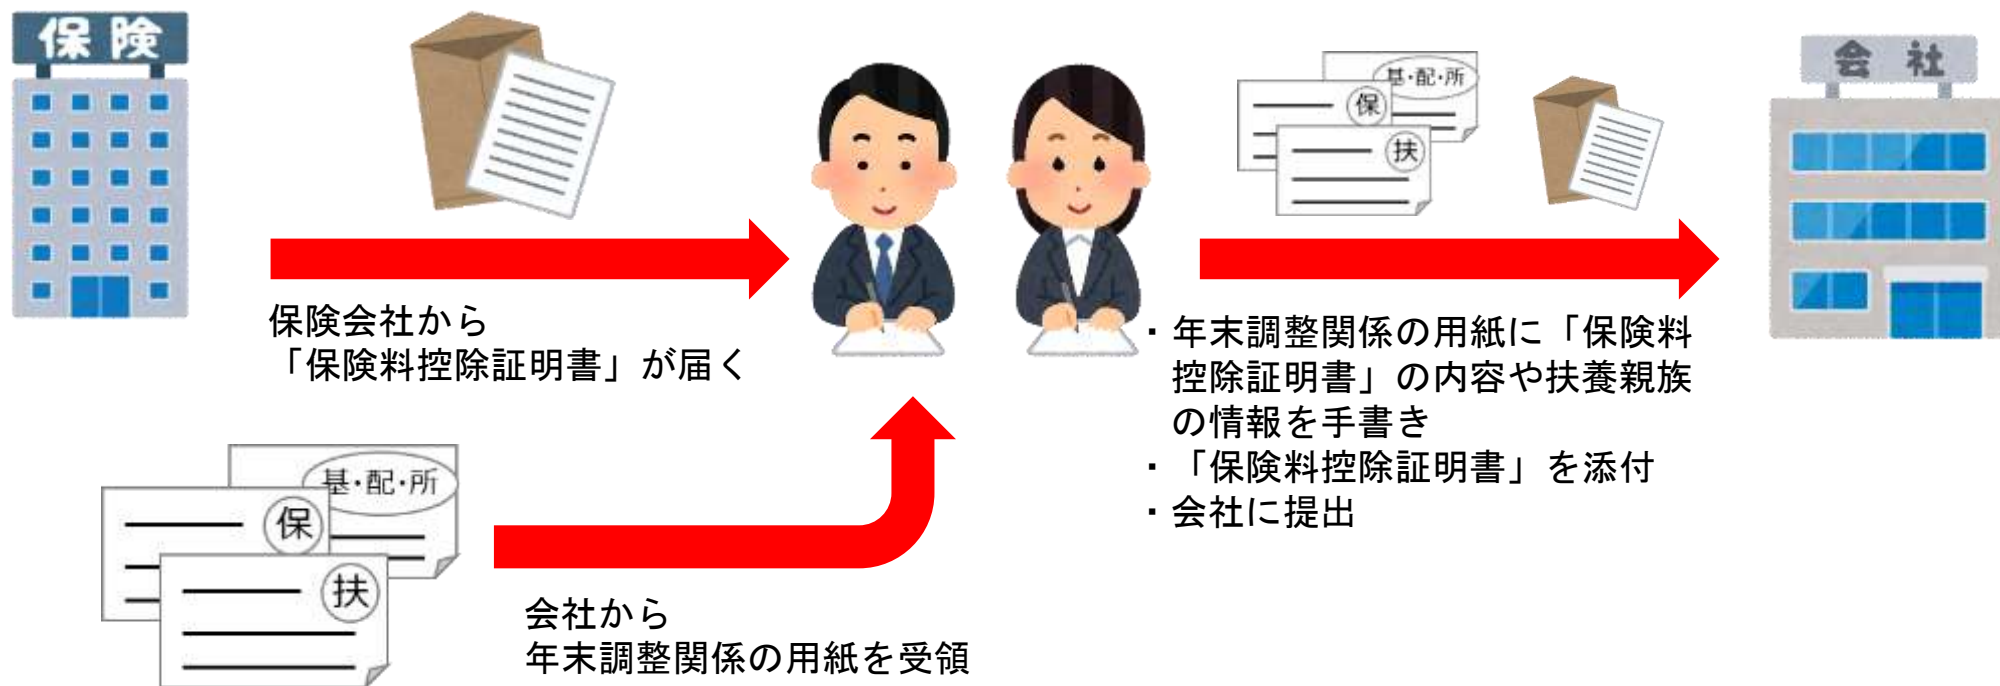 保険
基・配・所
保
扶
会社
保険会社から
「保険料控除証明書」が届く
・年末調整関係の用紙に「保険料
控除証明書」の内容や扶養親族
の情報を手書き
・「保険料控除証明書」を添付
・会社に提出
基・配・所
保
扶
会社から
年末調整関係の用紙を受領